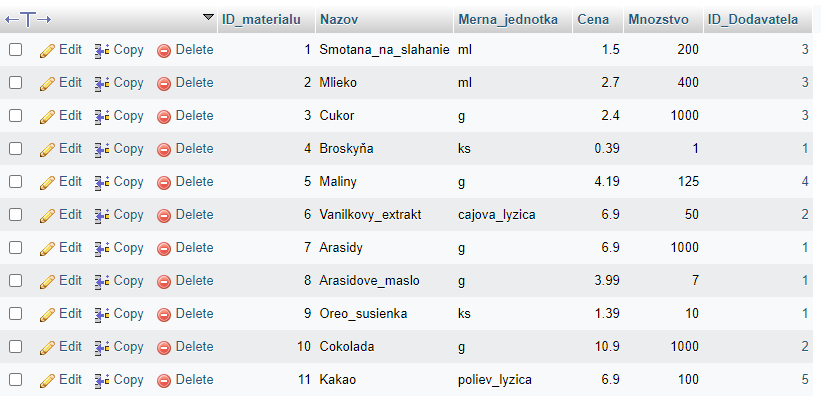 ←T→ ID_materialu Nazov Merna_jednotka Cena Mnozstvo ID_Dodavatela
Edit Copy Delete 1 Smotana_na_slahanie ml 1.5 200 3
Edit Copy Delete 2 Mlieko ml 2.7 400 3
Edit Copy Delete 3 Cukor g 2.4 1000 3
Edit Copy Delete 4 Broskyňa ks 0.39 1 1
Edit Copy Delete 5 Maliny g 4.19 125 4
Edit Copy Delete 6 Vanilkovy_extrakt cajova_lyzica 6.9 50 2
Edit Copy Delete 7 Arasidy g 6.9 1000 1
Edit Copy Delete 8 Arasidove_maslo g 3.99 7 1
Edit Copy Delete 9 Oreo_susienka ks 1.39 10 1
Edit Copy Delete 10 Cokolada g 10.9 1000 2
Edit Copy Delete 11 Kakao poliev_lyzica 6.9 100 5